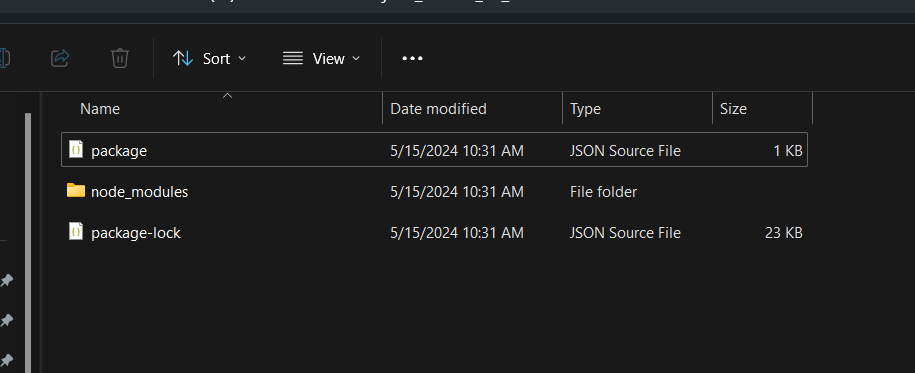 Sort View
Name Date modified Type Size
package 5/15/2024 10:31 AM JSON Source File 1 KB
node_modules 5/15/2024 10:31 AM File folder
package-lock 5/15/2024 10:31 AM JSON Source File 23 KB